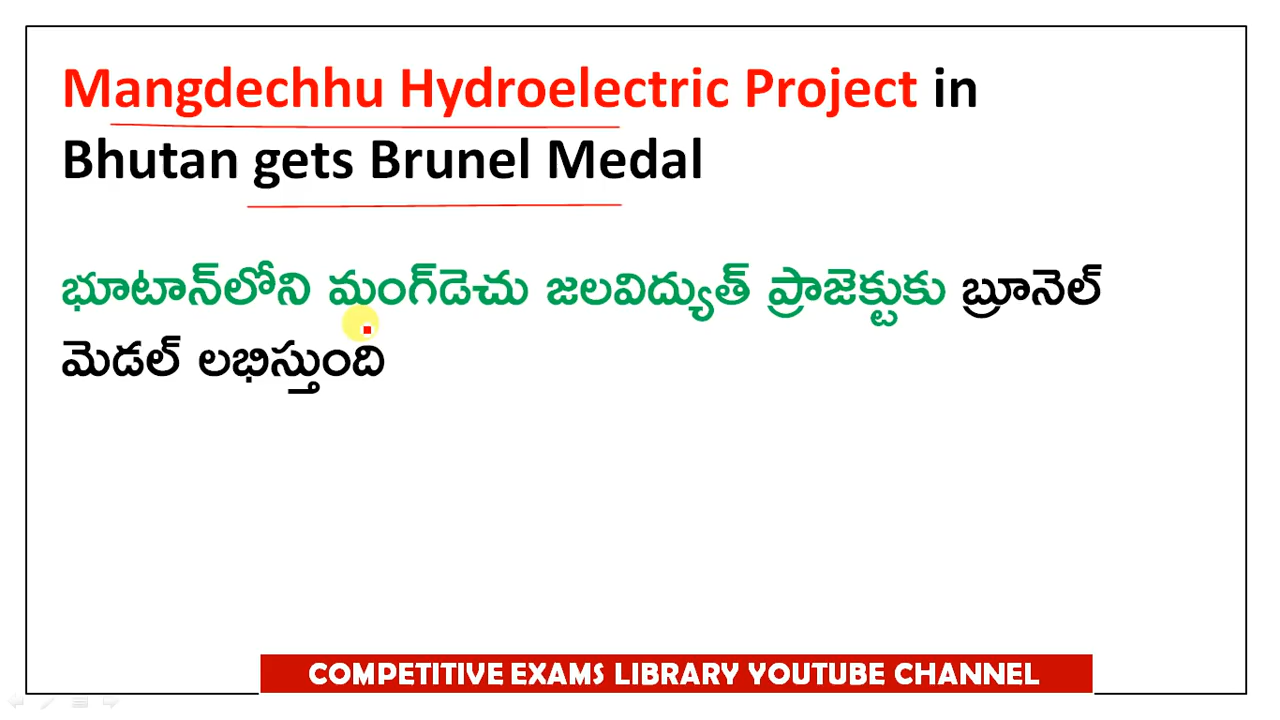 Mangdechhu Hydroelectric Project in
Bhutan gets Brunel Medal
భూటాన్‌లోని మంగ్‌డెచు జలవిద్యుత్ ప్రాజెక్టుకు బ్రూనెల్
మెడల్ లభిస్తుంది
COMPETITIVE EXAMS LIBRARY YOUTUBE CHANNEL